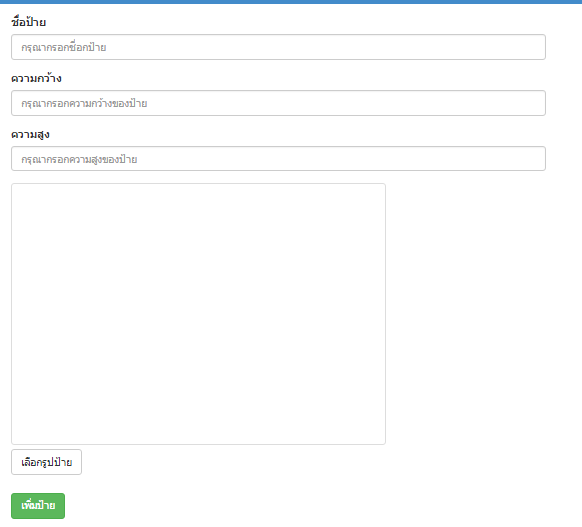 ชื่อป้าย
กรุณากรอกชื่อกป้าย
ความกว้าง
กรุณากรอกความกว้างของป้าย
ความสูง
กรุณากรอกความสูงของป้าย
เลือกรูปป้าย
เพิ่มป้าย